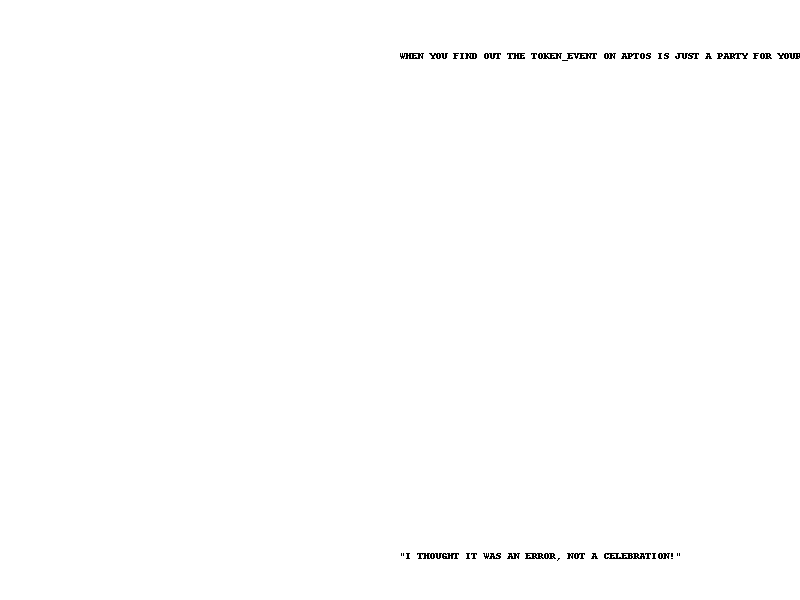 WHEN YOU FIND OUT THE TOKEN_EVENT ON APTOS IS JUST A PARTY FOR YOUR
"I THOUGHT IT WAS AN ERROR, NOT A CELEBRATION!"